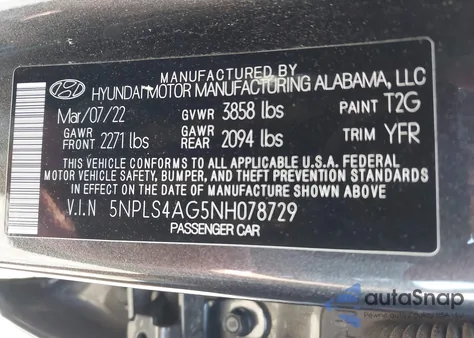 MANUFACTURED BY
HYUNDAI MOTOR MANUFACTURING ALABAMA, LLC
Mar/07/22 GVWR 3858 lbs PAINT T2G
GAWR FRONT 2271 lbs GAWR REAR 2094 lbs TRIM YFR
THIS VEHICLE CONFORMS TO ALL APPLICABLE U.S.A. FEDERAL
MOTOR VEHICLE SAFETY, BUMPER, AND THEFT PREVENTION STANDARDS
IN EFFECT ON THE DATE OF MANUFACTURE SHOWN ABOVE.
V.I.N 5NPLS4AG5NH078729
PASSENGER CAR
autoSnap